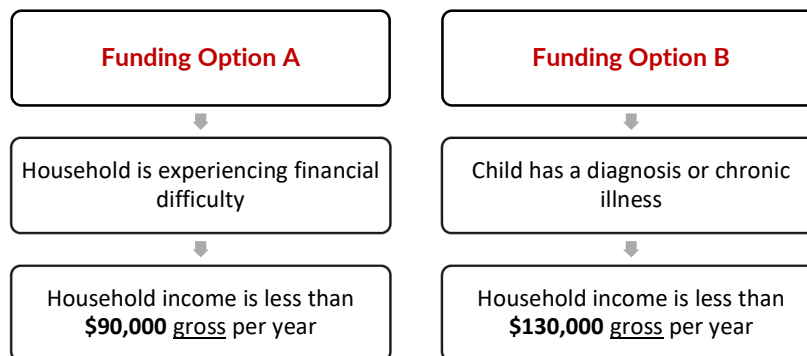 Funding Option A
Household is experiencing financial
difficulty
Household income is less than
$90,000 gross per year
Funding Option B
Child has a diagnosis or chronic
illness
Household income is less than
$130,000 gross per year